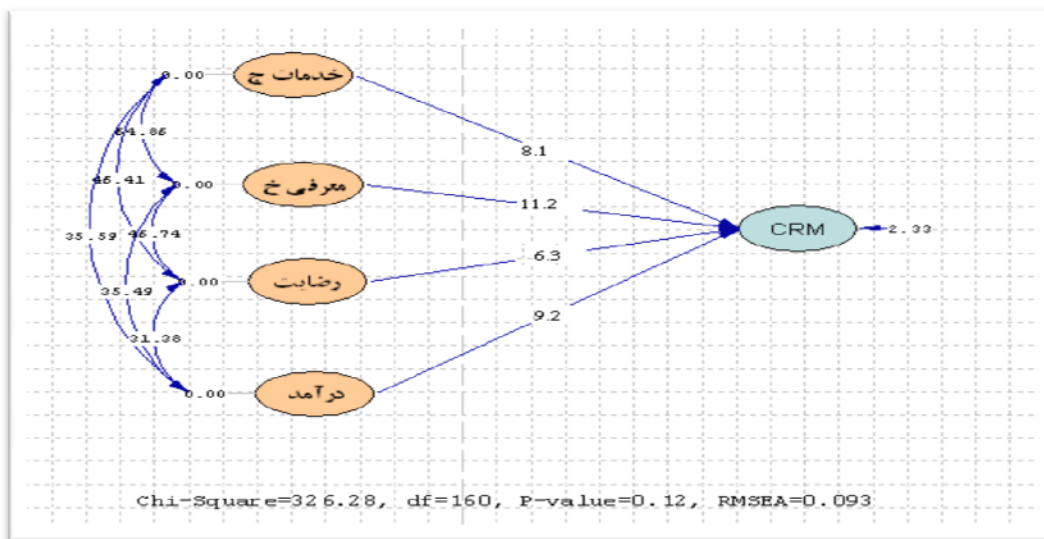 0.00
خدمات ج
64.86
8.1
46.41
0.00
معرفی خ
11.2
35.59
46.74
CRM
2.33
6.3
0.00
رضایت
35.49
9.2
31.38
0.00
درآمد
Chi-Square=326.28, df=160, P-value=0.12, RMSEA=0.093